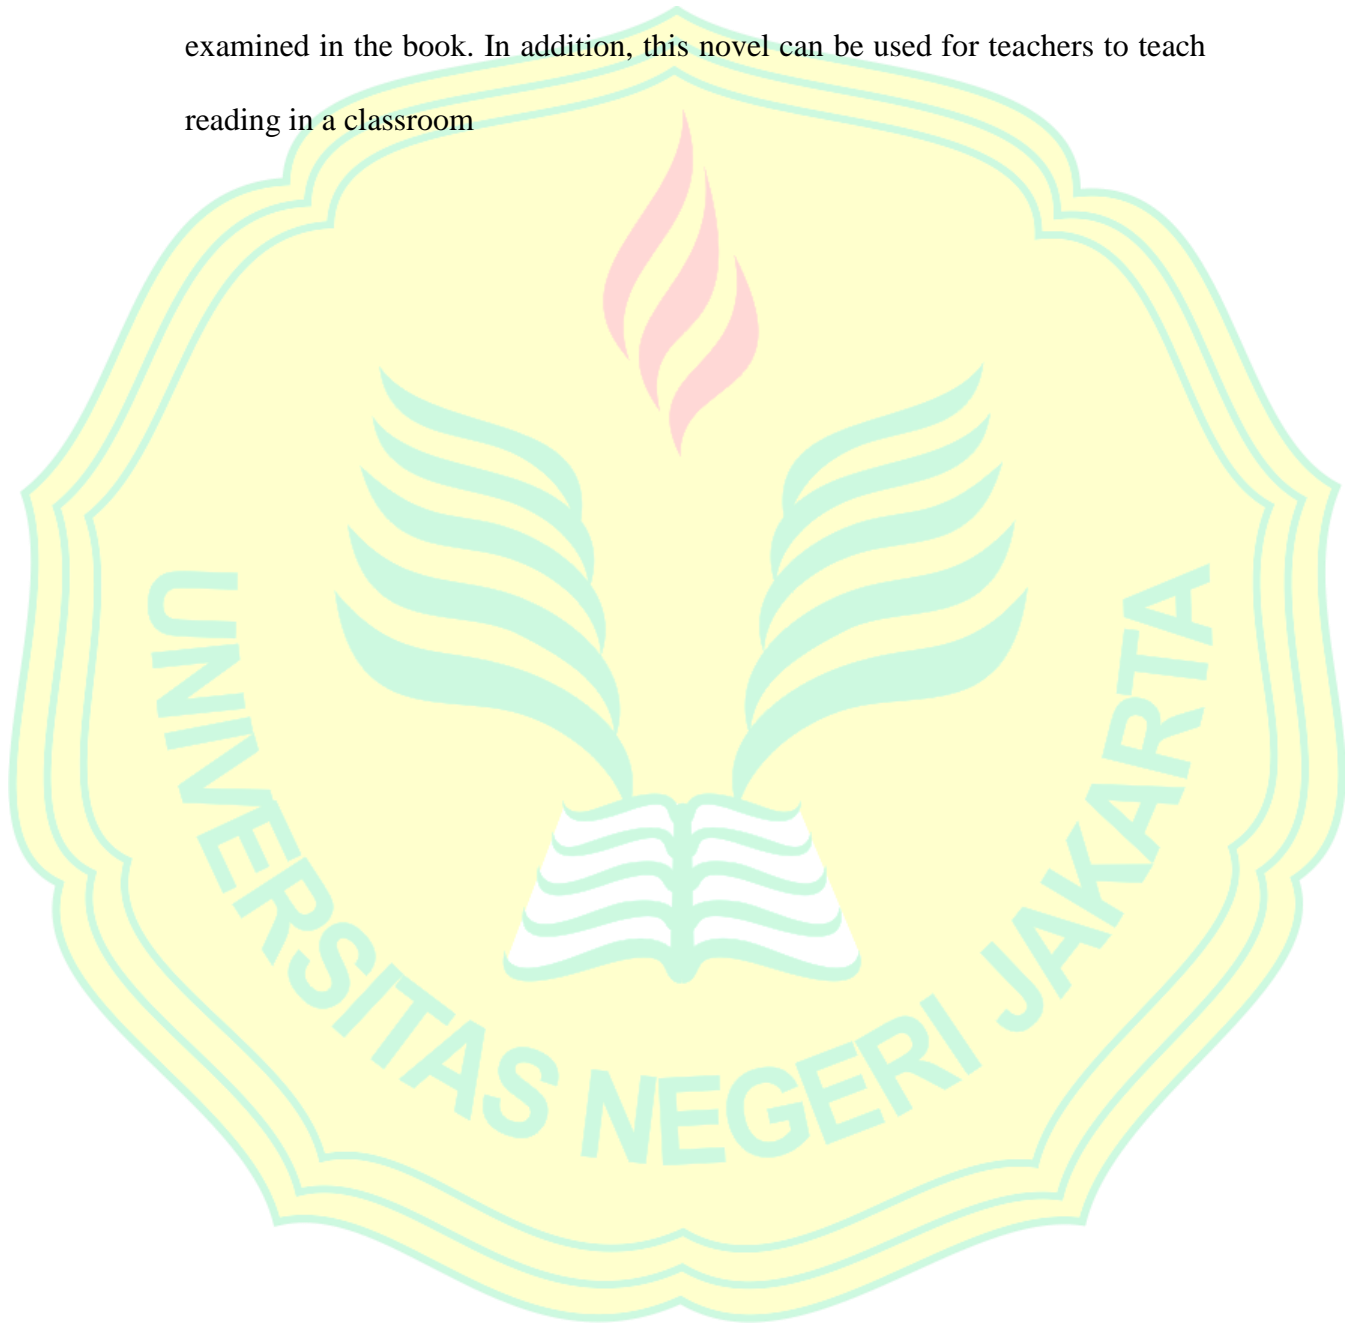 examined in the book. In addition, this novel can be used for teachers to teach
reading in a classroom
UNIVERSITAS NEGERI JAKARTA